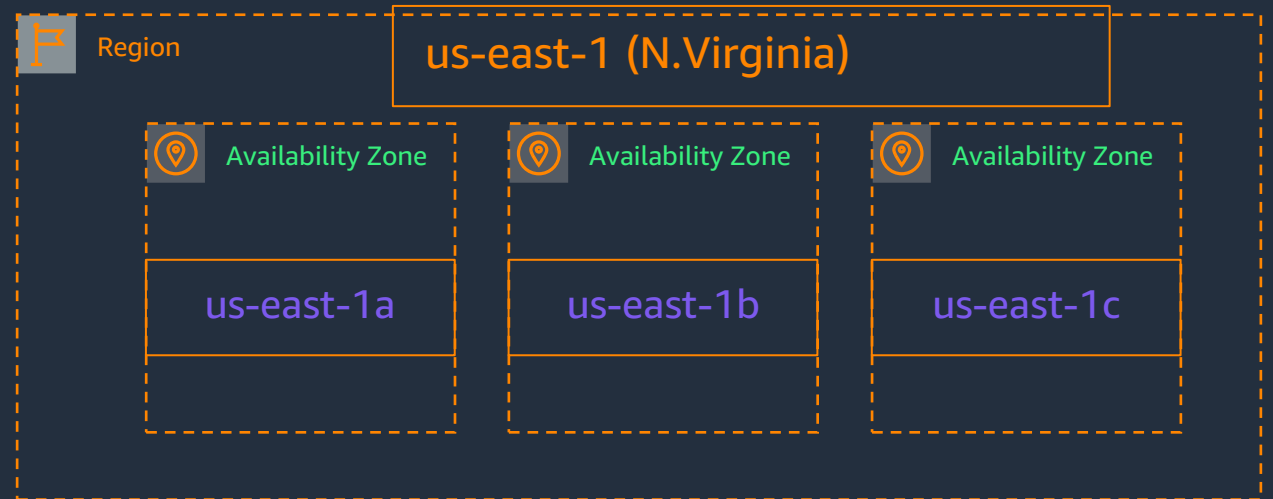 Region
us-east-1 (N.Virginia)
Availability Zone
Availability Zone
Availability Zone
us-east-1a
us-east-1b
us-east-1c